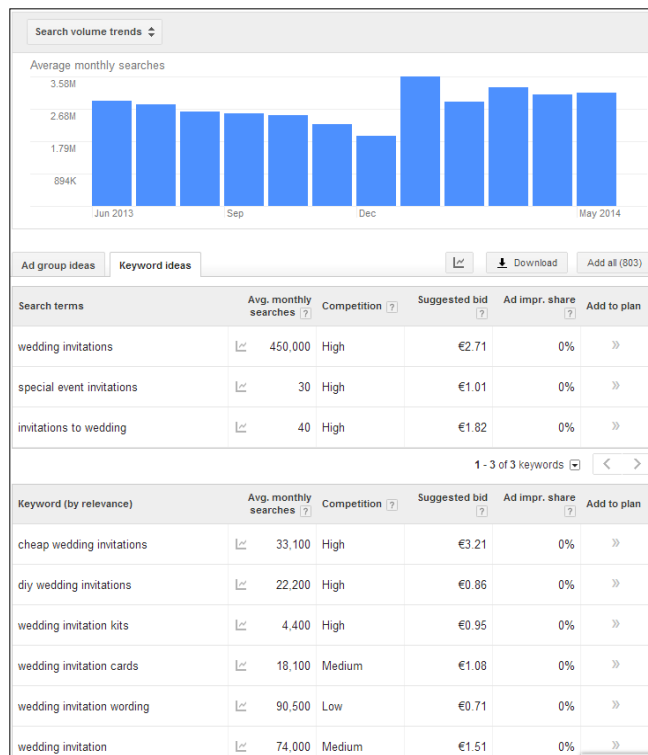 Search volume trends
Average monthly searches
3.58M
2.68M
1.79M
894K
Jun 2013 Sep Dec May 2014
Ad group ideas Keyword ideas Download Add all (803)
Search terms Avg. monthly searches ? Competition ? Suggested bid ? Ad impr. share ? Add to plan
wedding invitations 450,000 High €2.71 0% »
special event invitations 30 High €1.01 0% »
invitations to wedding 40 High €1.82 0% »
1 - 3 of 3 keywords
Keyword (by relevance) Avg. monthly searches ? Competition ? Suggested bid ? Ad impr. share ? Add to plan
cheap wedding invitations 33,100 High €3.21 0% »
diy wedding invitations 22,200 High €0.86 0% »
wedding invitation kits 4,400 High €0.95 0% »
wedding invitation cards 18,100 Medium €1.08 0% »
wedding invitation wording 90,500 Low €0.71 0% »
wedding invitation 74,000 Medium €1.51 0% »